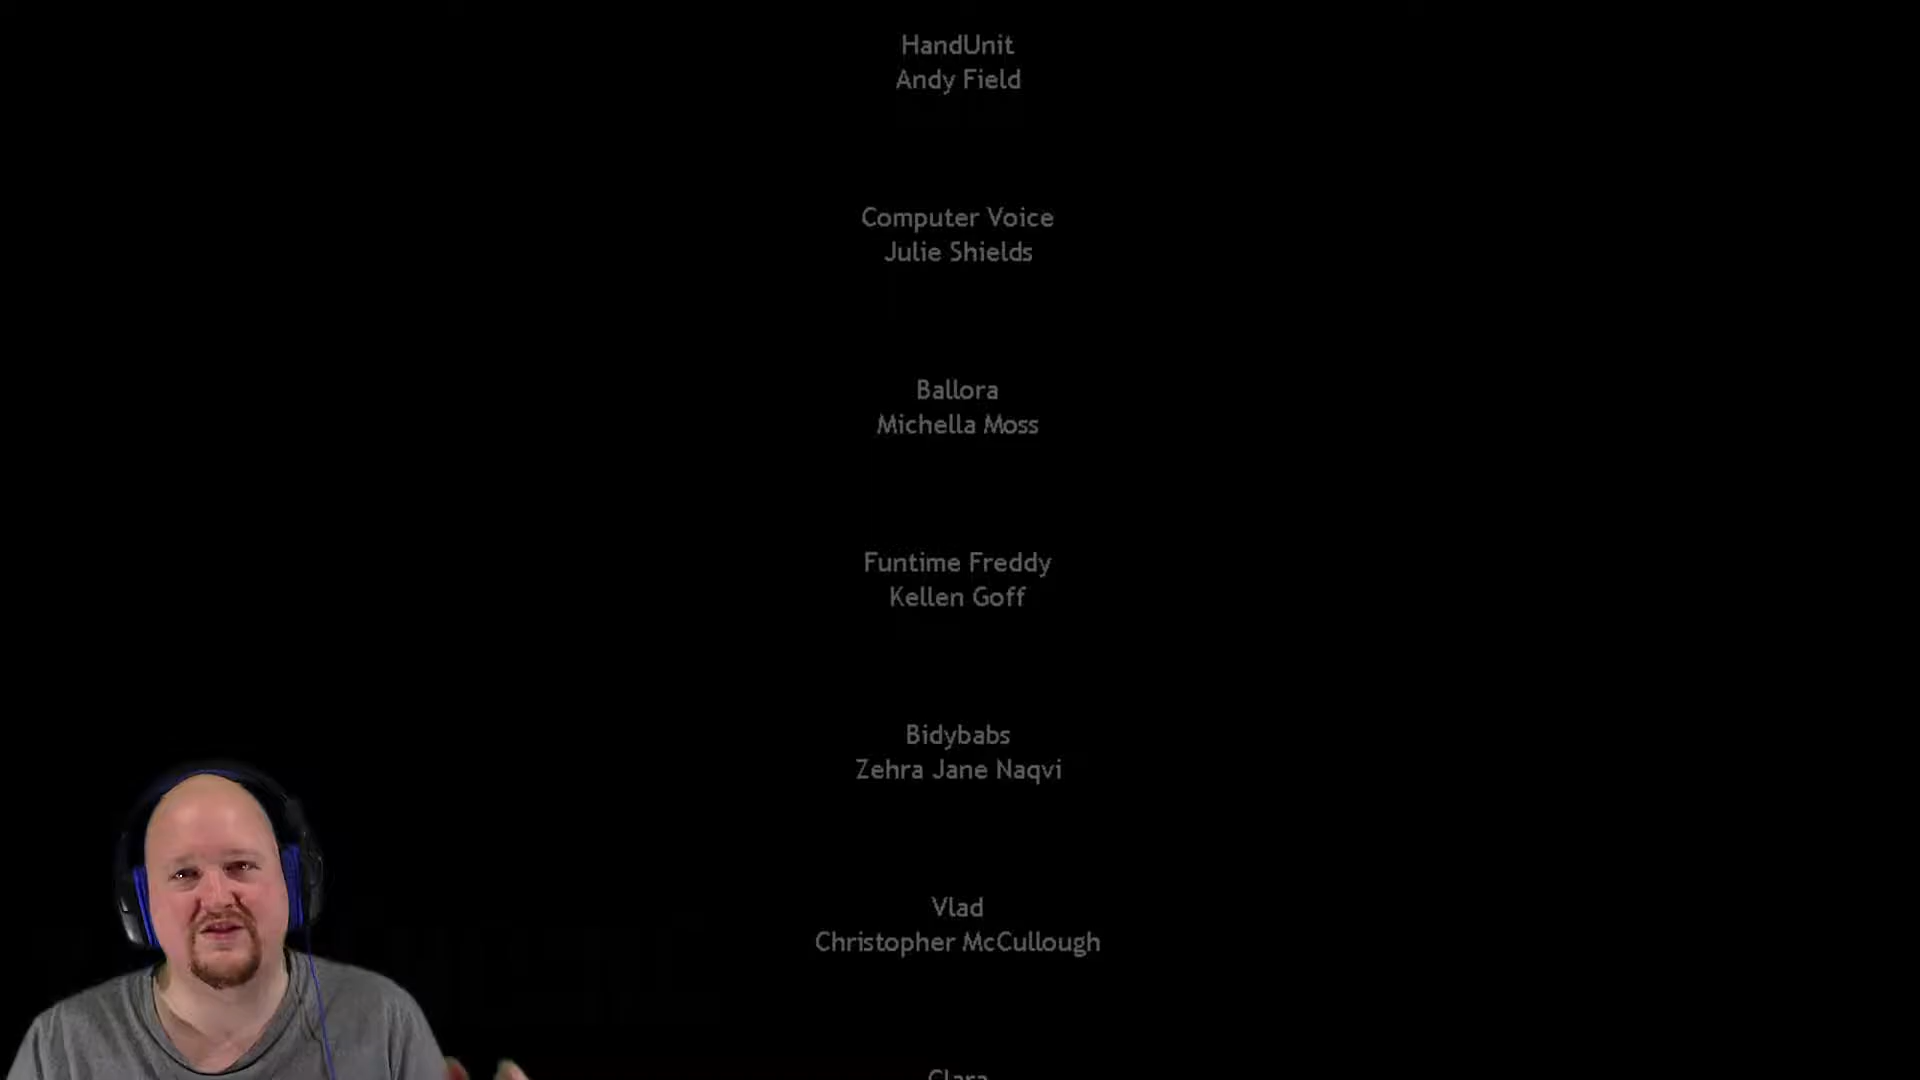 HandUnit
Andy Field
Computer Voice
Julie Shields
Ballora
Michella Moss
Funtime Freddy
Kellen Goff
Bidybabs
Zehra Jane Naqvi
Vlad
Christopher McCullough
Clara